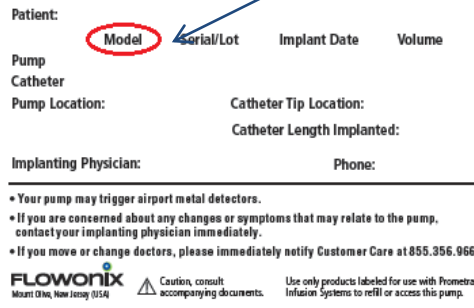 Patient:
Model Serial/Lot Implant Date Volume
Pump
Catheter
Pump Location: Catheter Tip Location:
Catheter Length Implanted:
Implanting Physician: Phone:
• Your pump may trigger airport metal detectors.
• If you are concerned about any changes or symptoms that may relate to the pump,
contact your implanting physician immediately.
• If you move or change doctors, please immediately notify Customer Care at 855.356.966
FLOWONIX
Mount Olive, New Jersey (USA)
Caution, consult
accompanying documents.
Use only products labeled for use with
Infusion Systems to refill or access this pump.